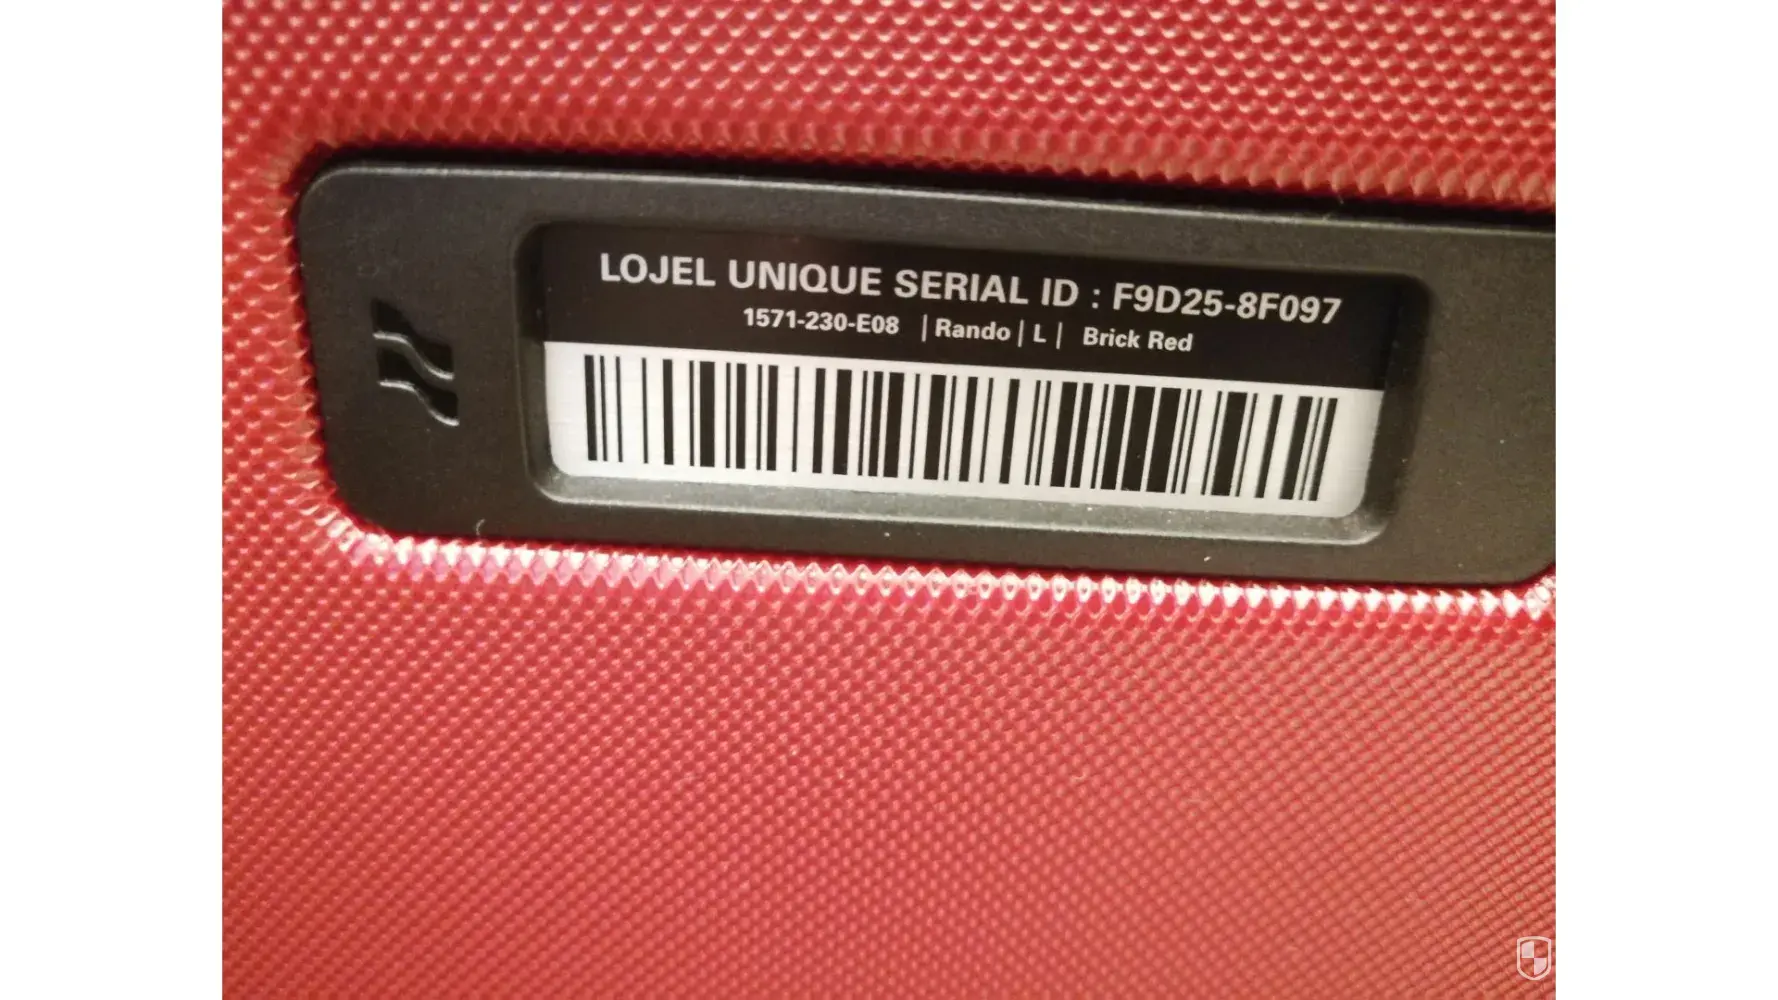 LOJEL UNIQUE SERIAL ID : F9D25-8F097
1571-230-E08 | Rando | L | Brick Red